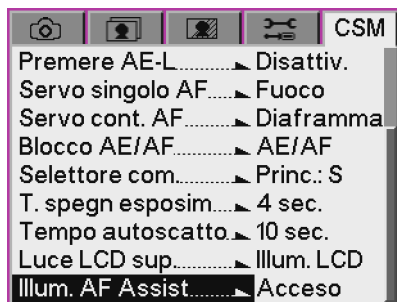 CSM
Premere AE-L.......... Disattiv.
Servo singolo AF..... Fuoco
Servo cont. AF.......... Diaframma
Blocco AE/AF............ AE/AF
Selettore com........... Princ.: S
T. spegn esposim.... 4 sec.
Tempo autoscatto.. 10 sec.
Luce LCD sup........... Illum. LCD
Illum. AF Assist........ Acceso